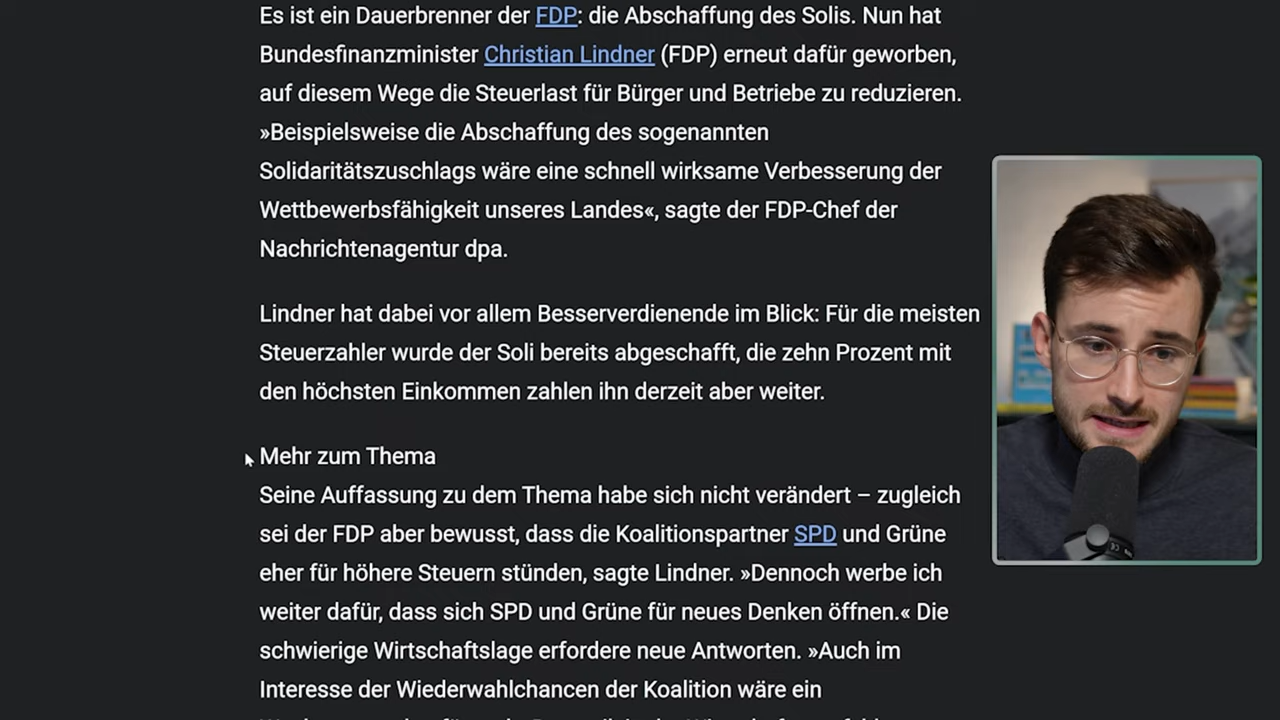 Es ist ein Dauerbrenner der FDP: die Abschaffung des Solis. Nun hat
Bundesfinanzminister Christian Lindner (FDP) erneut dafür geworben,
auf diesem Wege die Steuerlast für Bürger und Betriebe zu reduzieren.
»Beispielsweise die Abschaffung des sogenannten
Solidaritätszuschlags wäre eine schnell wirksame Verbesserung der
Wettbewerbsfähigkeit unseres Landes«, sagte der FDP-Chef der
Nachrichtenagentur dpa.
Lindner hat dabei vor allem Besserverdienende im Blick: Für die meisten
Steuerzahler wurde der Soli bereits abgeschafft, die zehn Prozent mit
den höchsten Einkommen zahlen ihn derzeit aber weiter.
Mehr zum Thema
Seine Auffassung zu dem Thema habe sich nicht verändert – zugleich
sei der FDP aber bewusst, dass die Koalitionspartner SPD und Grüne
eher für höhere Steuern stünden, sagte Lindner. »Dennoch werbe ich
weiter dafür, dass sich SPD und Grüne für neues Denken öffnen.« Die
schwierige Wirtschaftslage erfordere neue Antworten. »Auch im
Interesse der Wiederwahlchancen der Koalition wäre ein